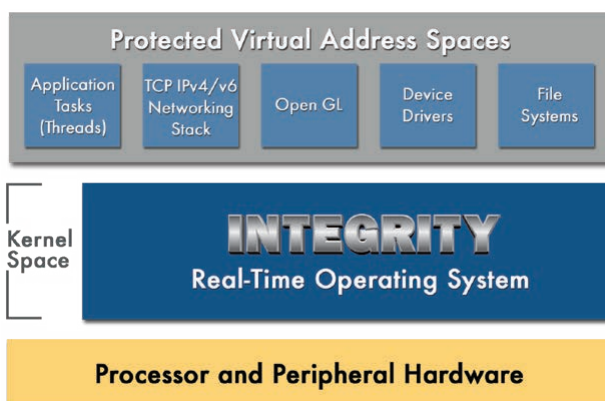 Protected Virtual Address Spaces
Application
Tasks
(Threads)
TCP IPv4/v6
Networking
Stack
Open GL
Device
Drivers
File
Systems
Kernel
Space
INTEGRITY
Real-Time Operating System
Processor and Peripheral Hardware